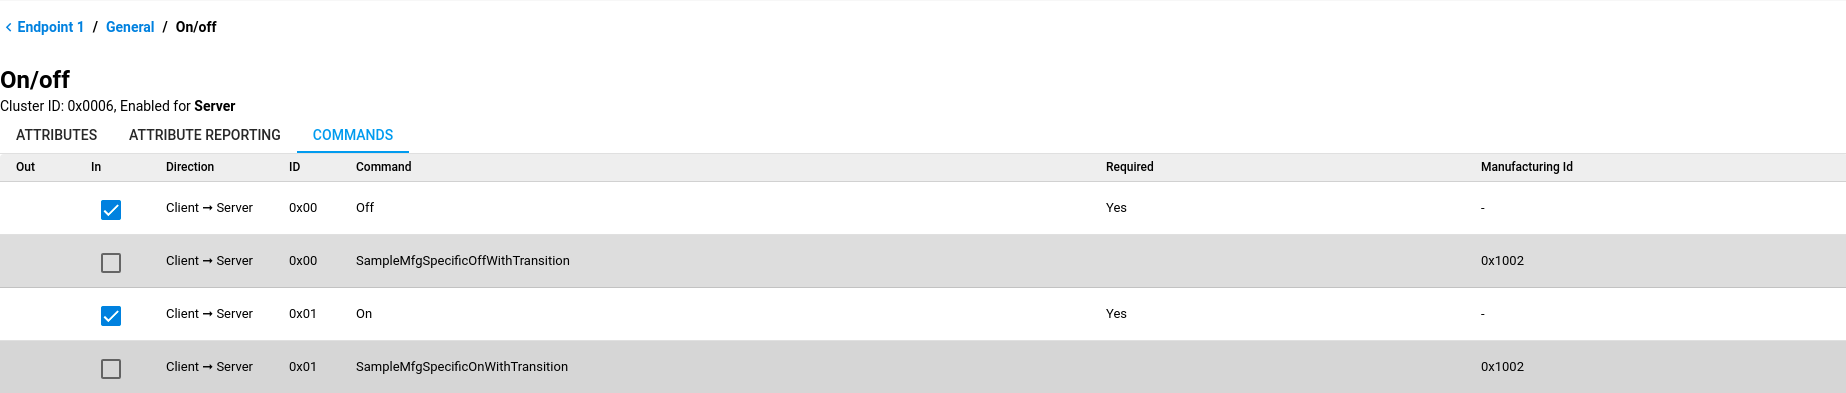 < Endpoint 1 / General / On/off
On/off
Cluster ID: 0x0006, Enabled for Server
ATTRIBUTES ATTRIBUTE REPORTING COMMANDS
Out In Direction ID Command Required Manufacturing Id
Client → Server 0x00 Off Yes -
Client → Server 0x00 SampleMfgSpecificOffWithTransition 0x1002
Client → Server 0x01 On Yes -
Client → Server 0x01 SampleMfgSpecificOnWithTransition 0x1002